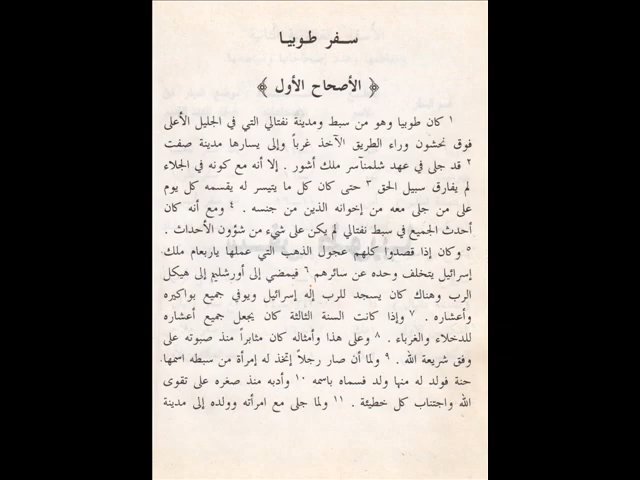 سفر طوبيا
﴿ الأصحاح الأول ﴾
١ كان طوبيا وهو من سبط ومدينة نفتالي التي في الجليل الأعلى
فوق نحشون وراء الطريق الآخذ غرباً وإلى يسارها مدينة صفت
٢ قد جلى في عهد شلمنآسر ملك أشور . إلا أنه مع كونه في الجلاء
لم يفارق سبيل الحق ٣ حتى كان كل ما يتيسر له يقسمه كل يوم
على من جلى معه من إخوانه الذين من جنسه . ٤ ومع أنه كان
أحدث الجميع في سبط نفتالي لم يكن على شيء من شؤون الأحداث .
٥ وكان إذا قصدوا كلهم عجول الذهب التي عملها ياربعام ملك
إسرائيل يتخلف وحده عن سائرهم ٦ فيمضي إلى أورشليم إلى هيكل
الرب وهناك كان يسجد للرب إله إسرائيل ويوفي جميع بواكيره
وأعشاره . ٧ وإذا كانت السنة الثالثة كان يجعل جميع أعشاره
للدخلاء والغرباء . ٨ وعلى هذا وأمثاله كان مثابراً منذ صبوته على
وفق شريعة الله . ٩ ولما أن صار رجلاً إتخذ له إمرأة من سبطه اسمها
حنة فولد له منها ولد فسماه باسمه ١٠ وأدبه منذ صغره على تقوى
الله واجتناب كل خطيئة . ١١ ولما جلى مع امرأته وولده إلى مدينة